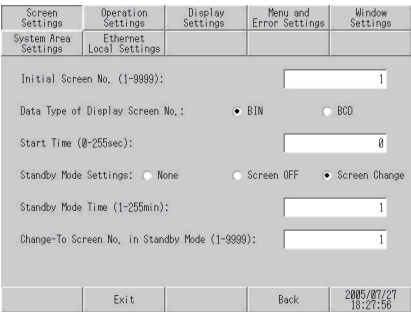 Screen Settings
Operation Settings
Display Settings
Menu and Error Settings
Window Settings
System Area Settings
Ethernet Local Settings
Initial Screen No. (1-9999): 1
Data Type of Display Screen No.: BIN BCD
Start Time (0-255sec): 0
Standby Mode Settings: None Screen OFF Screen Change
Standby Mode Time (1-255min): 1
Change-To Screen No. in Standby Mode (1-9999): 1
Exit
Back
2005/07/27
18:27:56